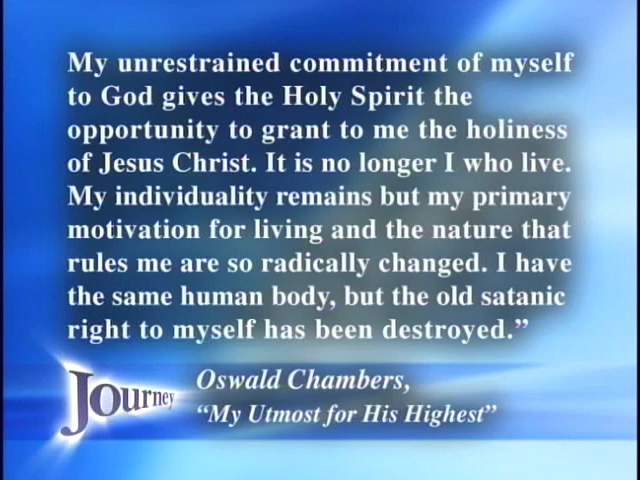 My unrestrained commitment of myself
to God gives the Holy Spirit the
opportunity to grant to me the holiness
of Jesus Christ. It is no longer I who live.
My individuality remains but my primary
motivation for living and the nature that
rules me are so radically changed. I have
the same human body, but the old satanic
right to myself has been destroyed.”
Oswald Chambers,
“My Utmost for His Highest”
Journey